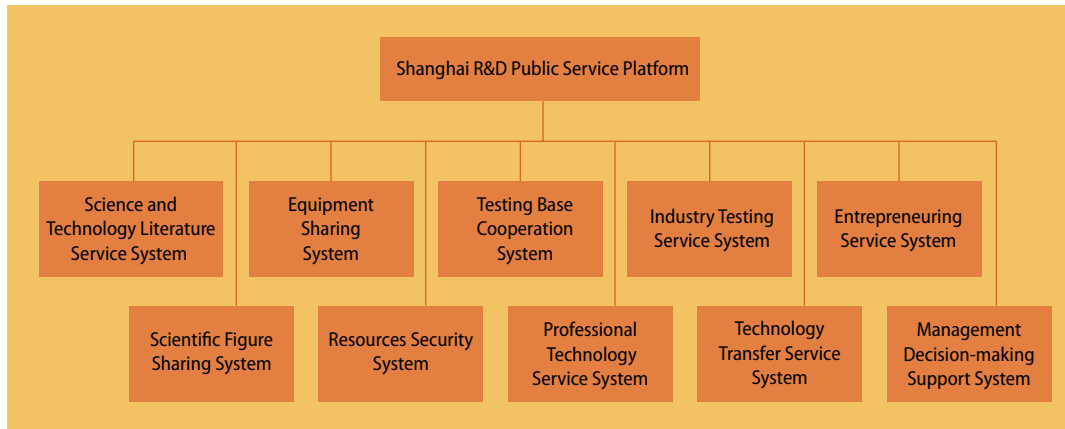 Shanghai R&D Public Service Platform
Science and
Technology Literature
Service System
Equipment
Sharing
System
Testing Base
Cooperation
System
Industry Testing
Service System
Entrepreneuring
Service System
Scientific Figure
Sharing System
Resources Security
System
Professional
Technology
Service System
Technology
Transfer Service
System
Management
Decision-making
Support System